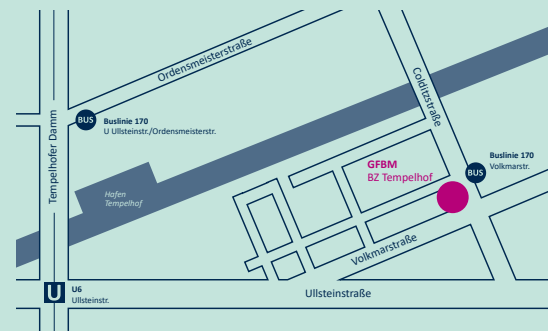 Ordensmeisterstraße
Colditzstraße
BUS
Buslinie 170
U Ullsteinstr./Ordensmeisterstr.
Tempelhofer Damm
GFBM
BZ Tempelhof
Buslinie 170
Volkmarstr.
BUS
Hafen
Tempelhof
Volkmarstraße
U
U6
Ullsteinstr.
Ullsteinstraße